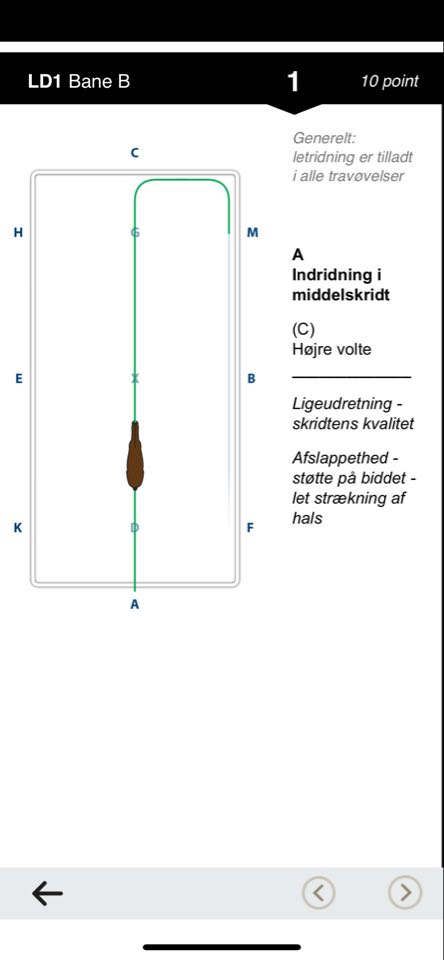 LD1 Bane B
1
10 point
Generelt:
letridning er tilladt
i alle travøvelser
C
H
G
M
A
Indridning i
middelskridt
(C)
Højre volte
E
X
B
Ligeudretning -
skridtens kvalitet
Afslappethed -
støtte på biddet -
let strækning af
hals
K
D
F
A